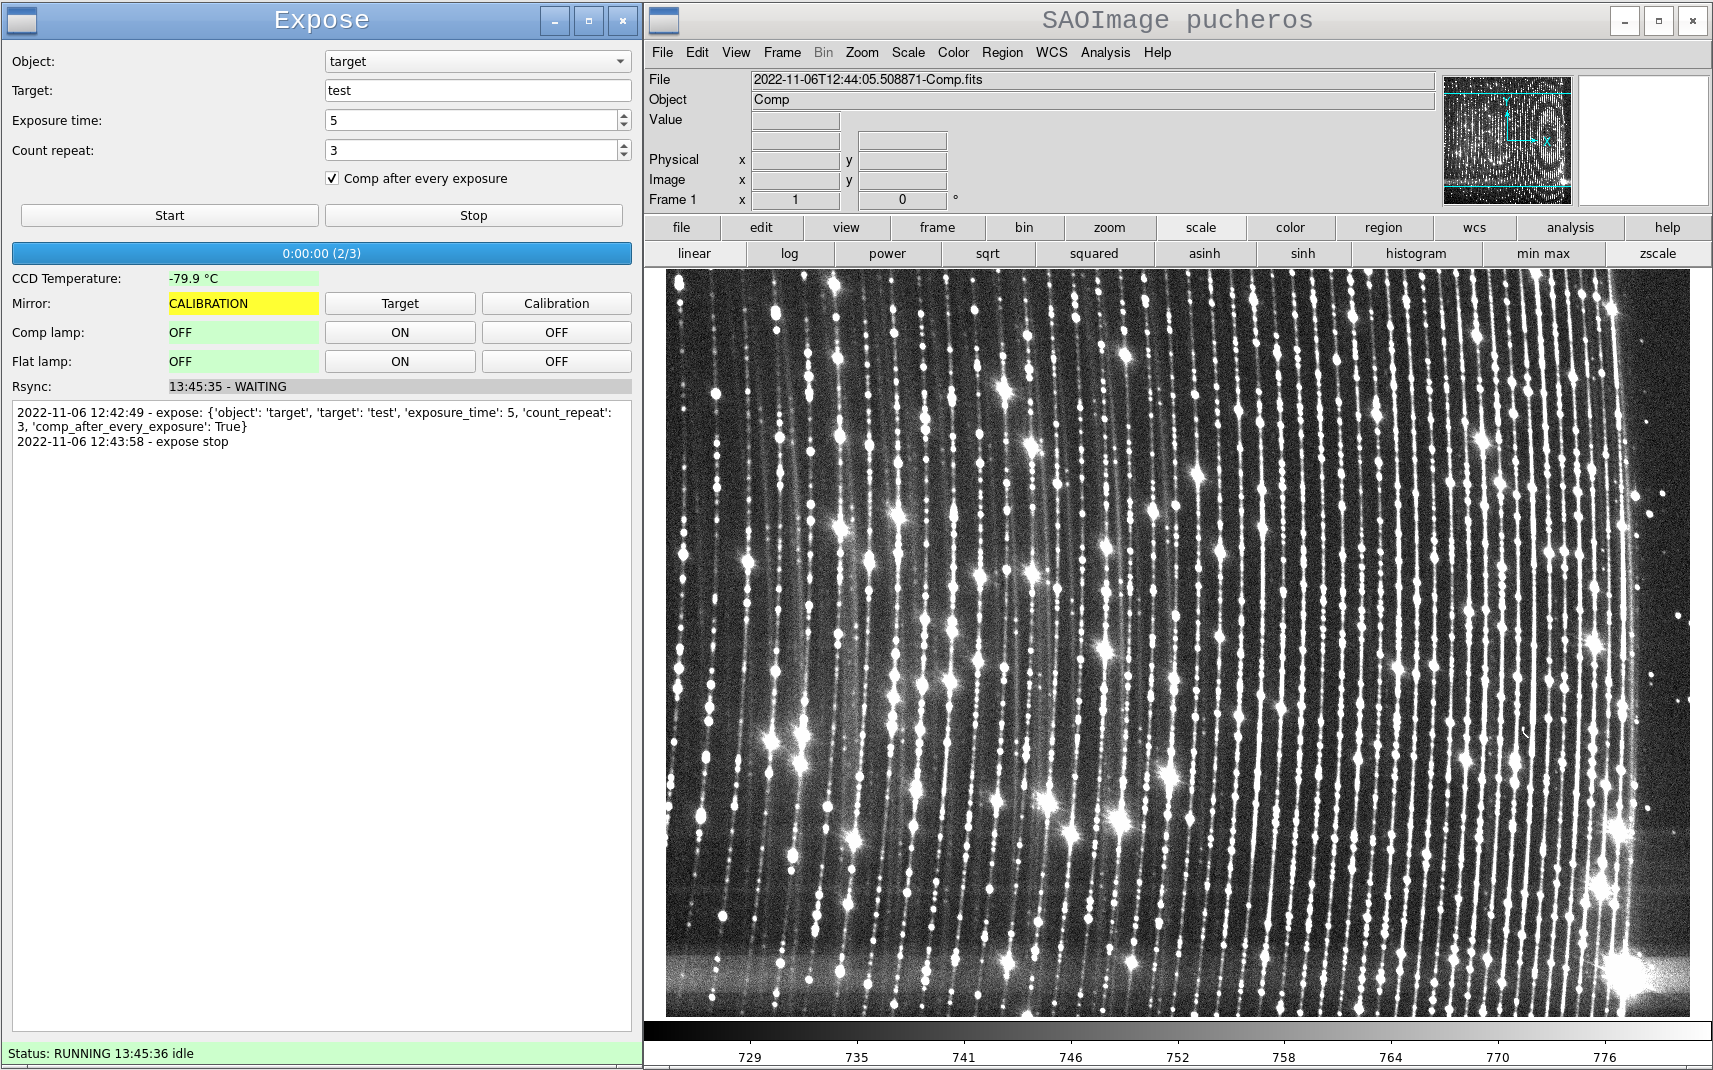 Expose
Object: target
Target: test
Exposure time: 5
Count repeat: 3
Comp after every exposure
Start Stop
0:00:00 (2/3)
CCD Temperature: -79.9 °C
Mirror: CALIBRATION Target Calibration
Comp lamp: OFF ON OFF
Flat lamp: OFF ON OFF
Rsync: 13:45:35 - WAITING
2022-11-06 12:42:49 - expose: {'object': 'target', 'target': 'test', 'exposure_time': 5, 'count_repeat':
3, 'comp_after_every_exposure': True}
2022-11-06 12:43:58 - expose stop
Status: RUNNING 13:45:36 idle
SAOImage pucheros
File Edit View Frame Bin Zoom Scale Color Region WCS Analysis Help
File 2022-11-06T12:44:05.508871-Comp.fits
Object Comp
Value
Physical x y
Image x y
Frame 1 x 1 0 °
Y
X
file edit view frame bin zoom scale color region wcs analysis help
linear log power sqrt squared asinh sinh histogram min max zscale
729 735 741 746 752 758 764 770 776